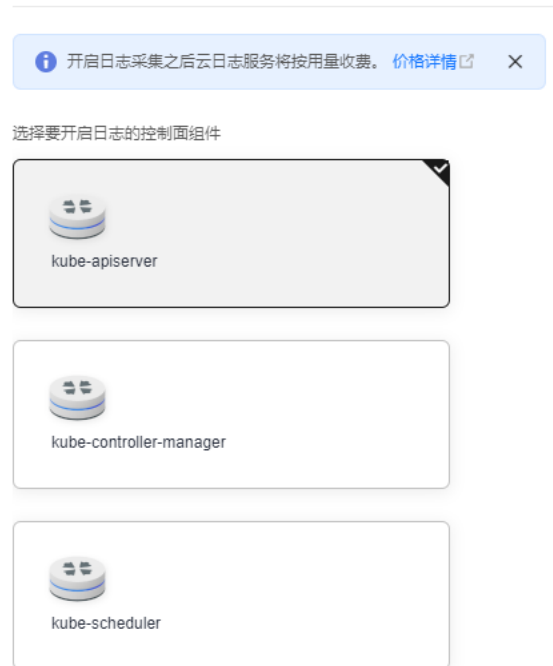 开启日志采集之后云日志服务将按用量收费。 价格详情
选择要开启日志的控制面组件
kube-apiserver
kube-controller-manager
kube-scheduler